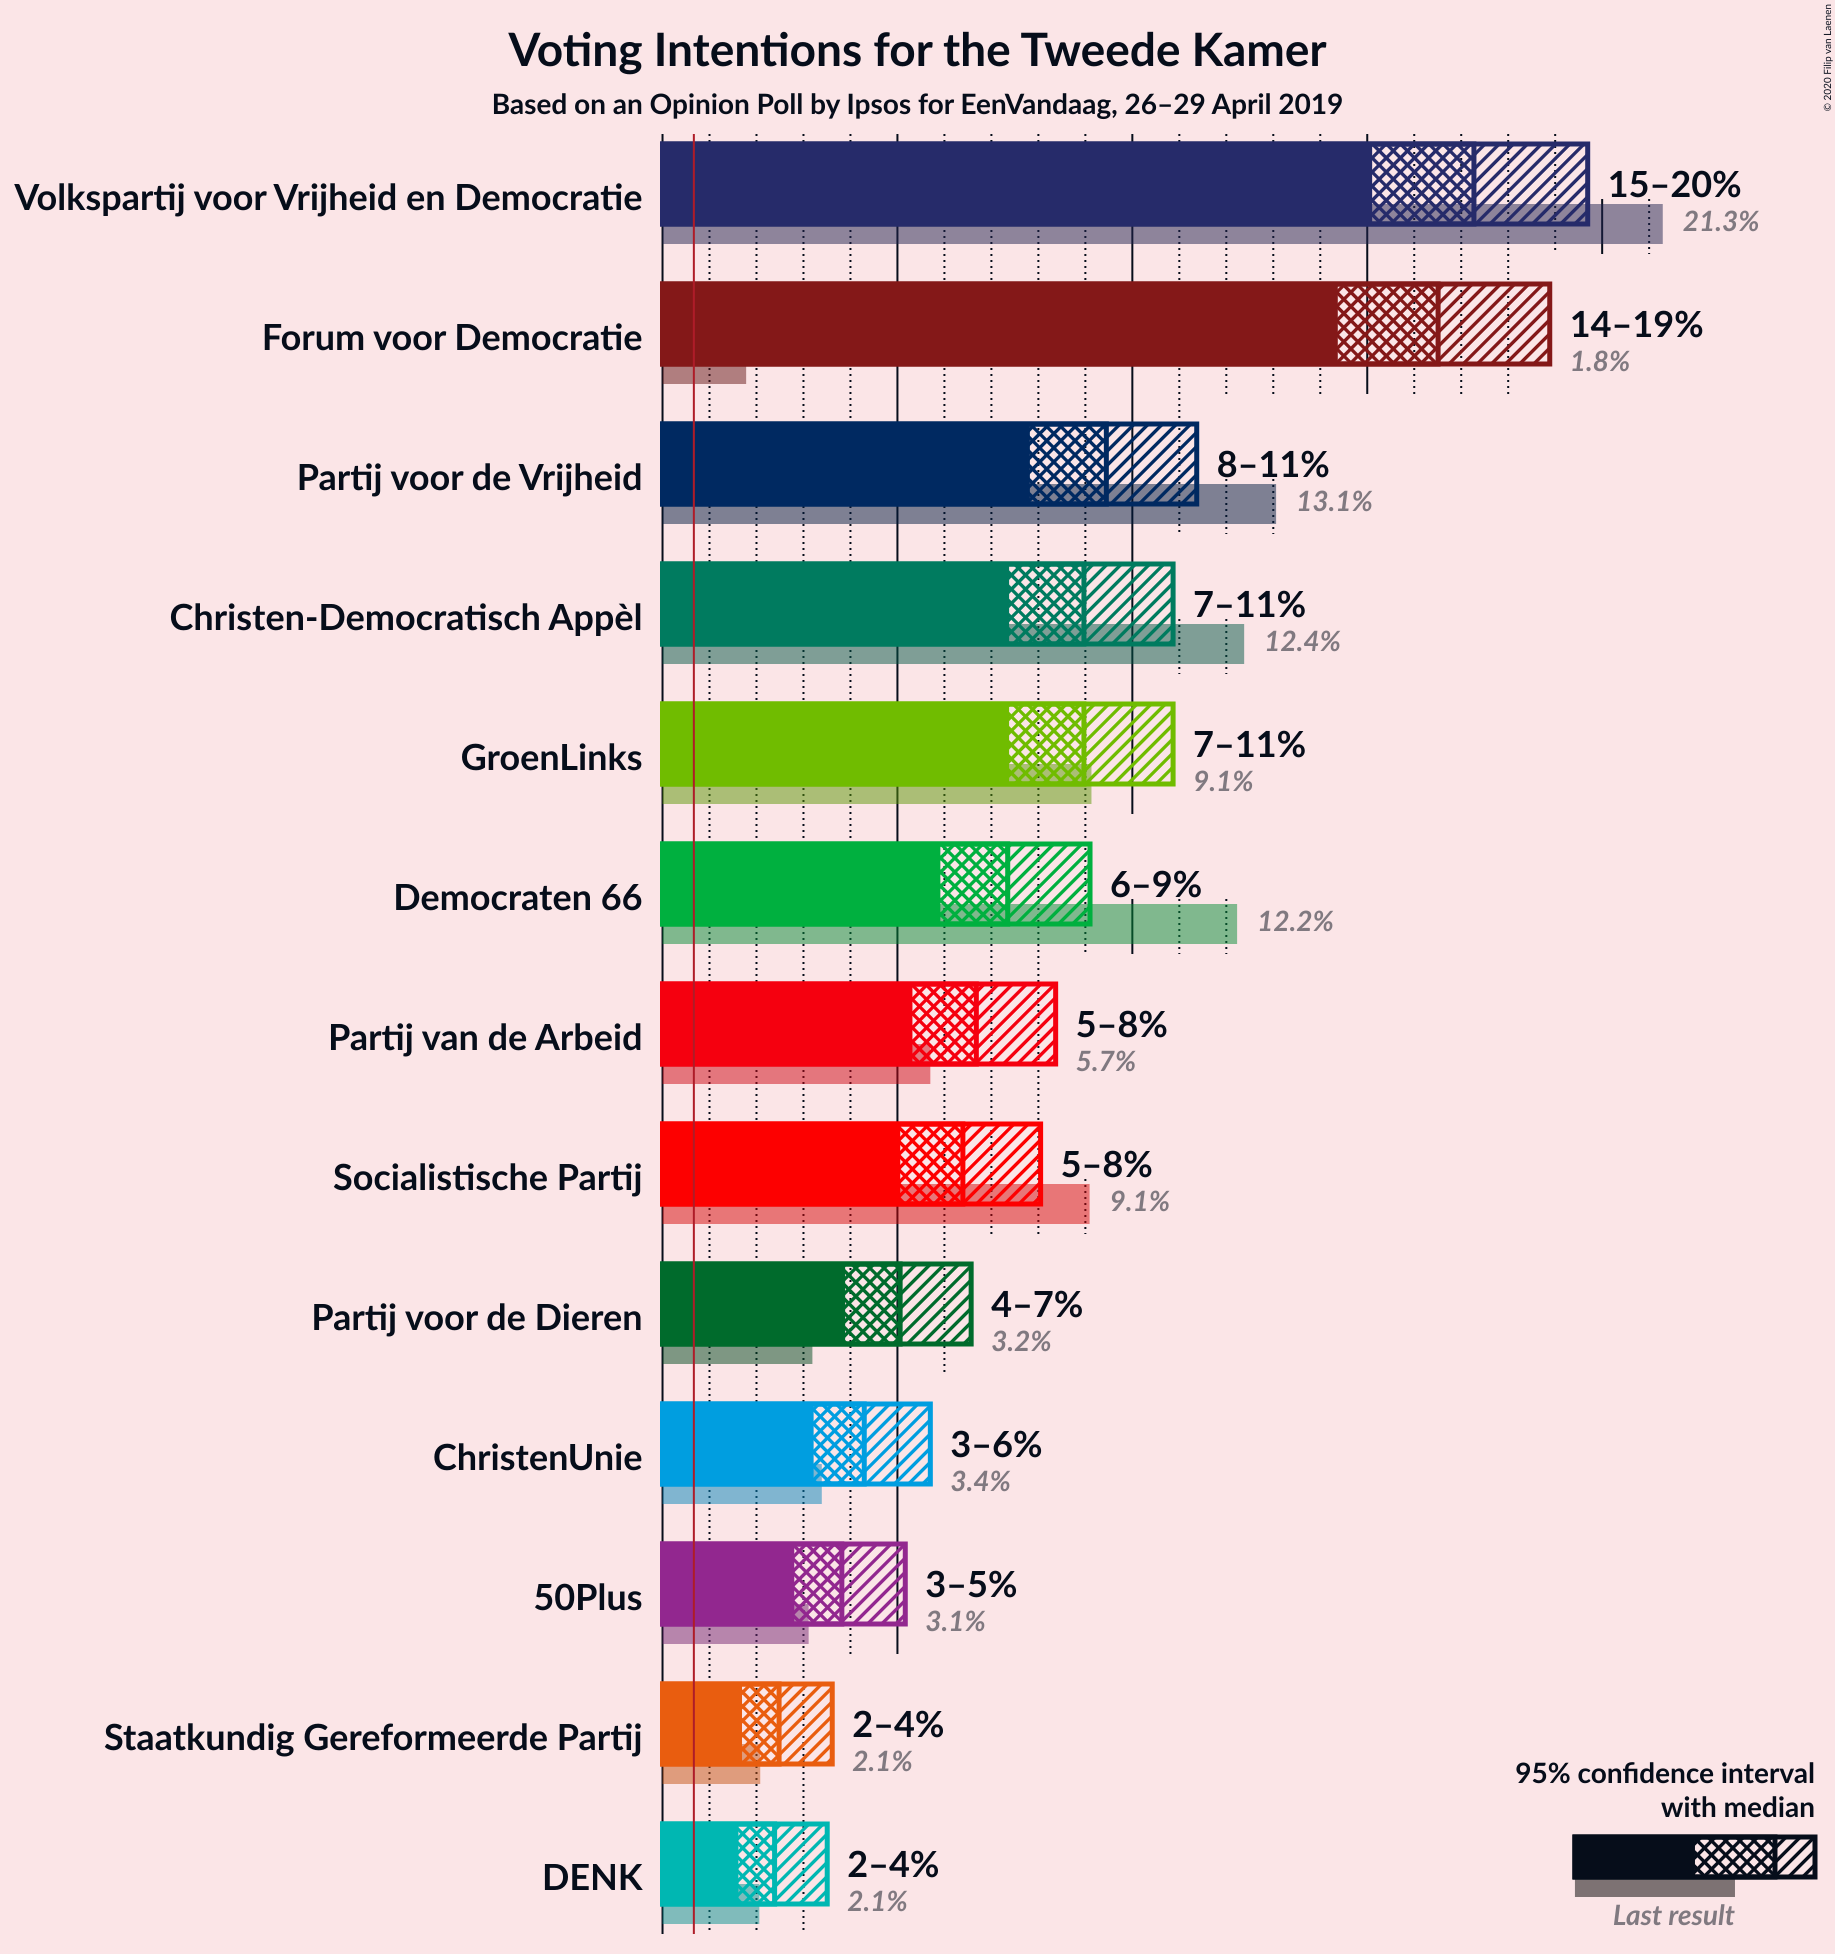 Voting Intentions for the Tweede Kamer
Based on an Opinion Poll by Ipsos for EenVandaag, 26–29 April 2019
© 2020 Filip van Laenen
Volkspartij voor Vrijheid en Democratie
15–20%
21.3%
Forum voor Democratie
14–19%
1.8%
Partij voor de Vrijheid
8–11%
13.1%
Christen-Democratisch Appèl
7–11%
12.4%
GroenLinks
7–11%
9.1%
Democraten 66
6–9%
12.2%
Partij van de Arbeid
5–8%
5.7%
Socialistische Partij
5–8%
9.1%
Partij voor de Dieren
4–7%
3.2%
ChristenUnie
3–6%
3.4%
50Plus
3–5%
3.1%
Staatkundig Gereformeerde Partij
2–4%
2.1%
DENK
2–4%
2.1%
95% confidence interval
with median
Last result